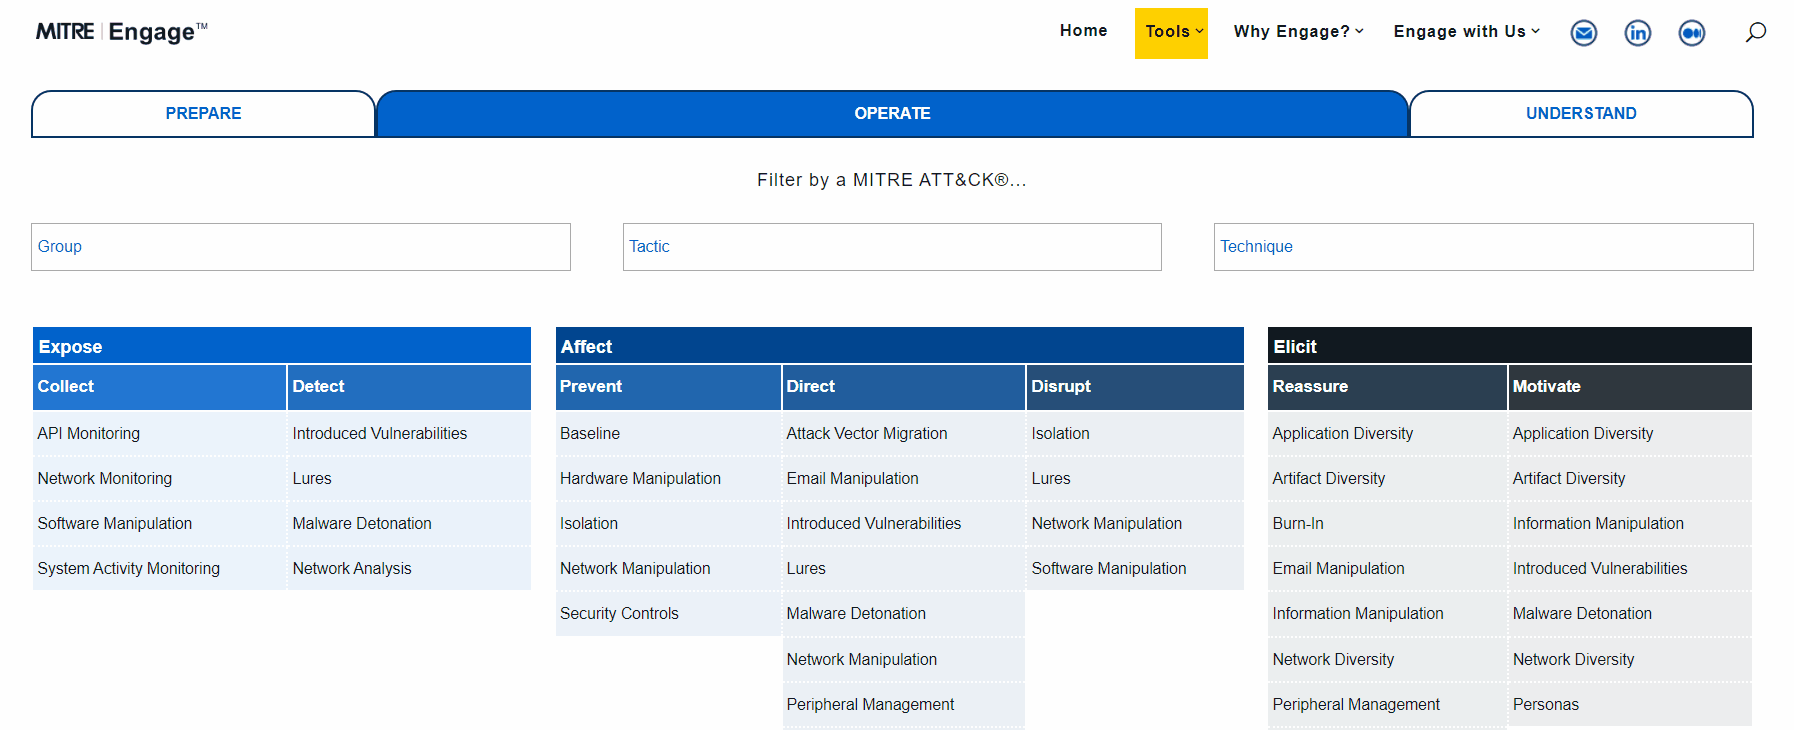 MITRE | Engage™
Home Tools Why Engage? Engage with Us
PREPARE OPERATE UNDERSTAND
Filter by a MITRE ATT&CK®...
Group Tactic Technique
Expose Affect Elicit
Collect Detect Prevent Direct Disrupt Reassure Motivate
API Monitoring Introduced Vulnerabilities Baseline Attack Vector Migration Isolation Application Diversity Application Diversity
Network Monitoring Lures Hardware Manipulation Email Manipulation Lures Artifact Diversity Artifact Diversity
Software Manipulation Malware Detonation Isolation Introduced Vulnerabilities Network Manipulation Burn-In Information Manipulation
System Activity Monitoring Network Analysis Network Manipulation Lures Software Manipulation Email Manipulation Introduced Vulnerabilities
Security Controls Malware Detonation Information Manipulation Malware Detonation
Network Manipulation Network Diversity Network Diversity
Peripheral Management Peripheral Management Personas